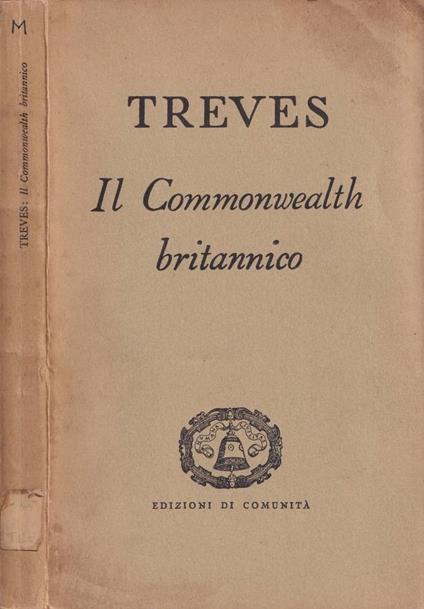 M
TREVES: Il Commonwealth britannico
TREVES
Il Commonwealth
britannico
EDIZIONI DI COMUNITÀ